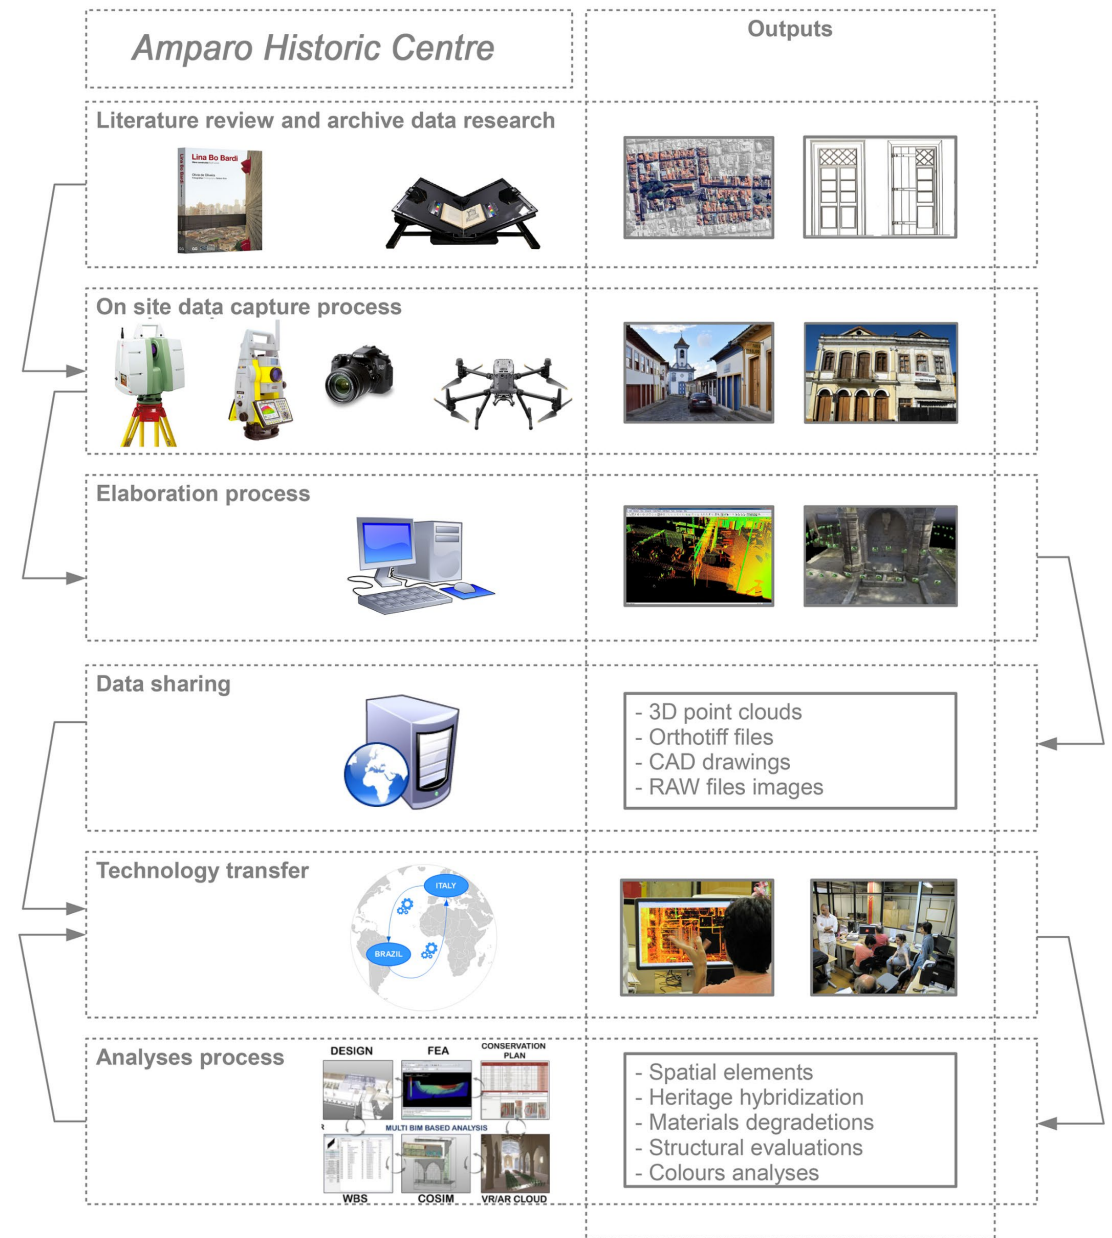 Amparo Historic Centre
Outputs
Literature review and archive data research
Lina Bo Bardi
On site data capture process
Elaboration process
Data sharing
- 3D point clouds
- Orthotiff files
- CAD drawings
- RAW files images
Technology transfer
ITALY
BRAZIL
Analyses process
DESIGN
FEA
CONSERVATION
PLAN
MULTI BIM BASED ANALYSIS
WBS
COSIM
VR/AR CLOUD
- Spatial elements
- Heritage hybridization
- Materials degradetions
- Structural evaluations
- Colours analyses